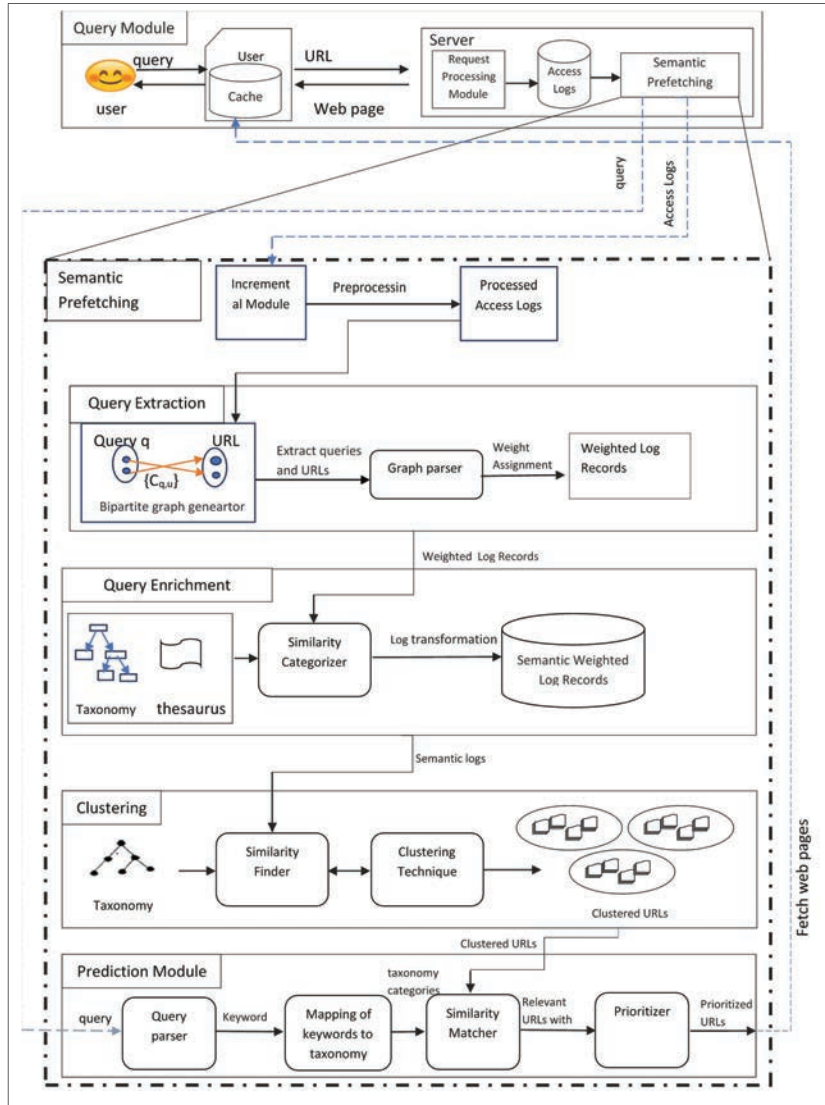 Query Module
query
user
User
Cache
URL
Web page
Server
Request
Processing
Module
Access
Logs
Semantic
Prefetching
query
Access Logs
Semantic
Prefetching
Increment
al Module
Preprocessin
Processed
Access Logs
Query Extraction
Query q
URL
{Cq,u}
Bipartite graph geneartor
Extract queries
and URLs
Graph parser
Weight
Assignment
Weighted Log
Records
Weighted Log Records
Query Enrichment
Taxonomy
thesaurus
Similarity
Categorizer
Log transformation
Semantic Weighted
Log Records
Semantic logs
Clustering
Taxonomy
Similarity
Finder
Clustering
Technique
Clustered URLs
Clustered URLs
Fetch web pages
Prediction Module
query
Query
parser
Keyword
Mapping of
keywords to
taxonomy
taxonomy
categories
Similarity
Matcher
Relevant
URLs with
Prioritizer
Prioritized
URLs